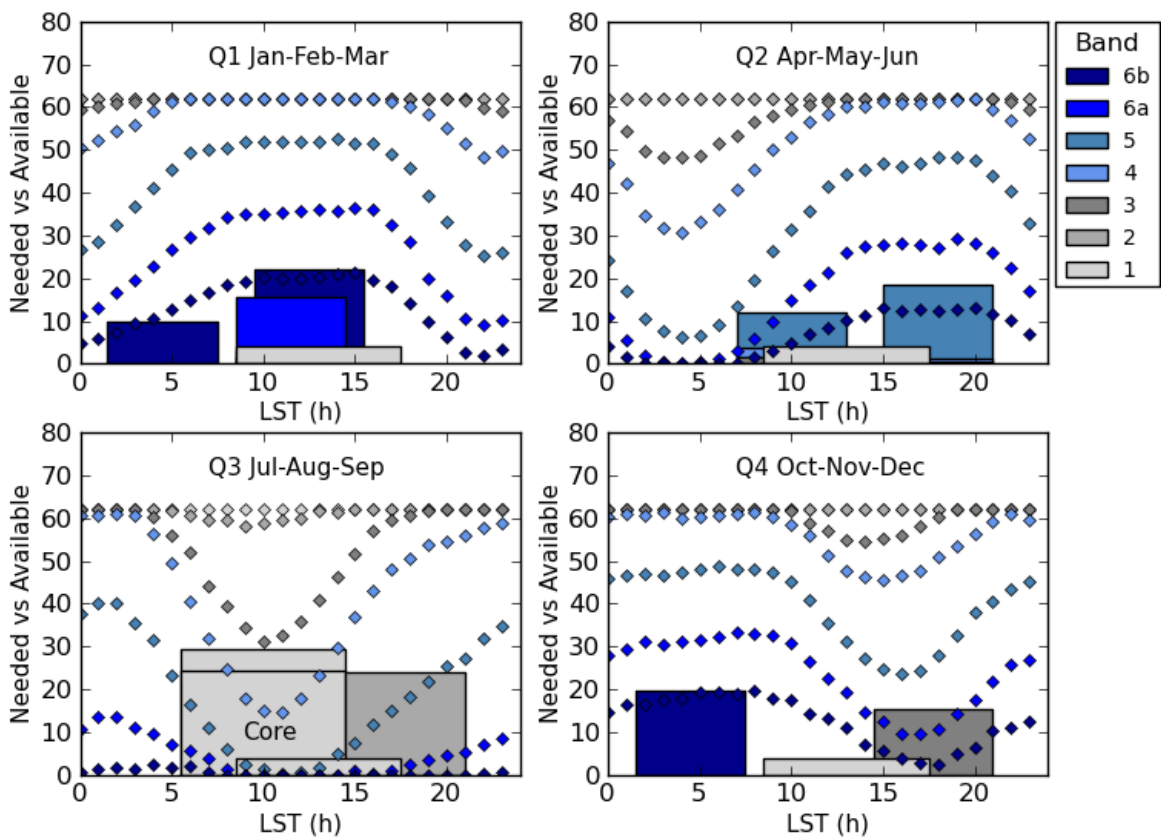 Q1 Jan-Feb-Mar
Needed vs Available
80
70
60
50
40
30
20
10
0
0 5 10 15 20
LST (h)
Q2 Apr-May-Jun
Needed vs Available
80
70
60
50
40
30
20
10
0
0 5 10 15 20
LST (h)
Band
6b
6a
5
4
3
2
1
Q3 Jul-Aug-Sep
Needed vs Available
80
70
60
50
40
30
20
10
0
Core
0 5 10 15 20
LST (h)
Q4 Oct-Nov-Dec
Needed vs Available
80
70
60
50
40
30
20
10
0
0 5 10 15 20
LST (h)